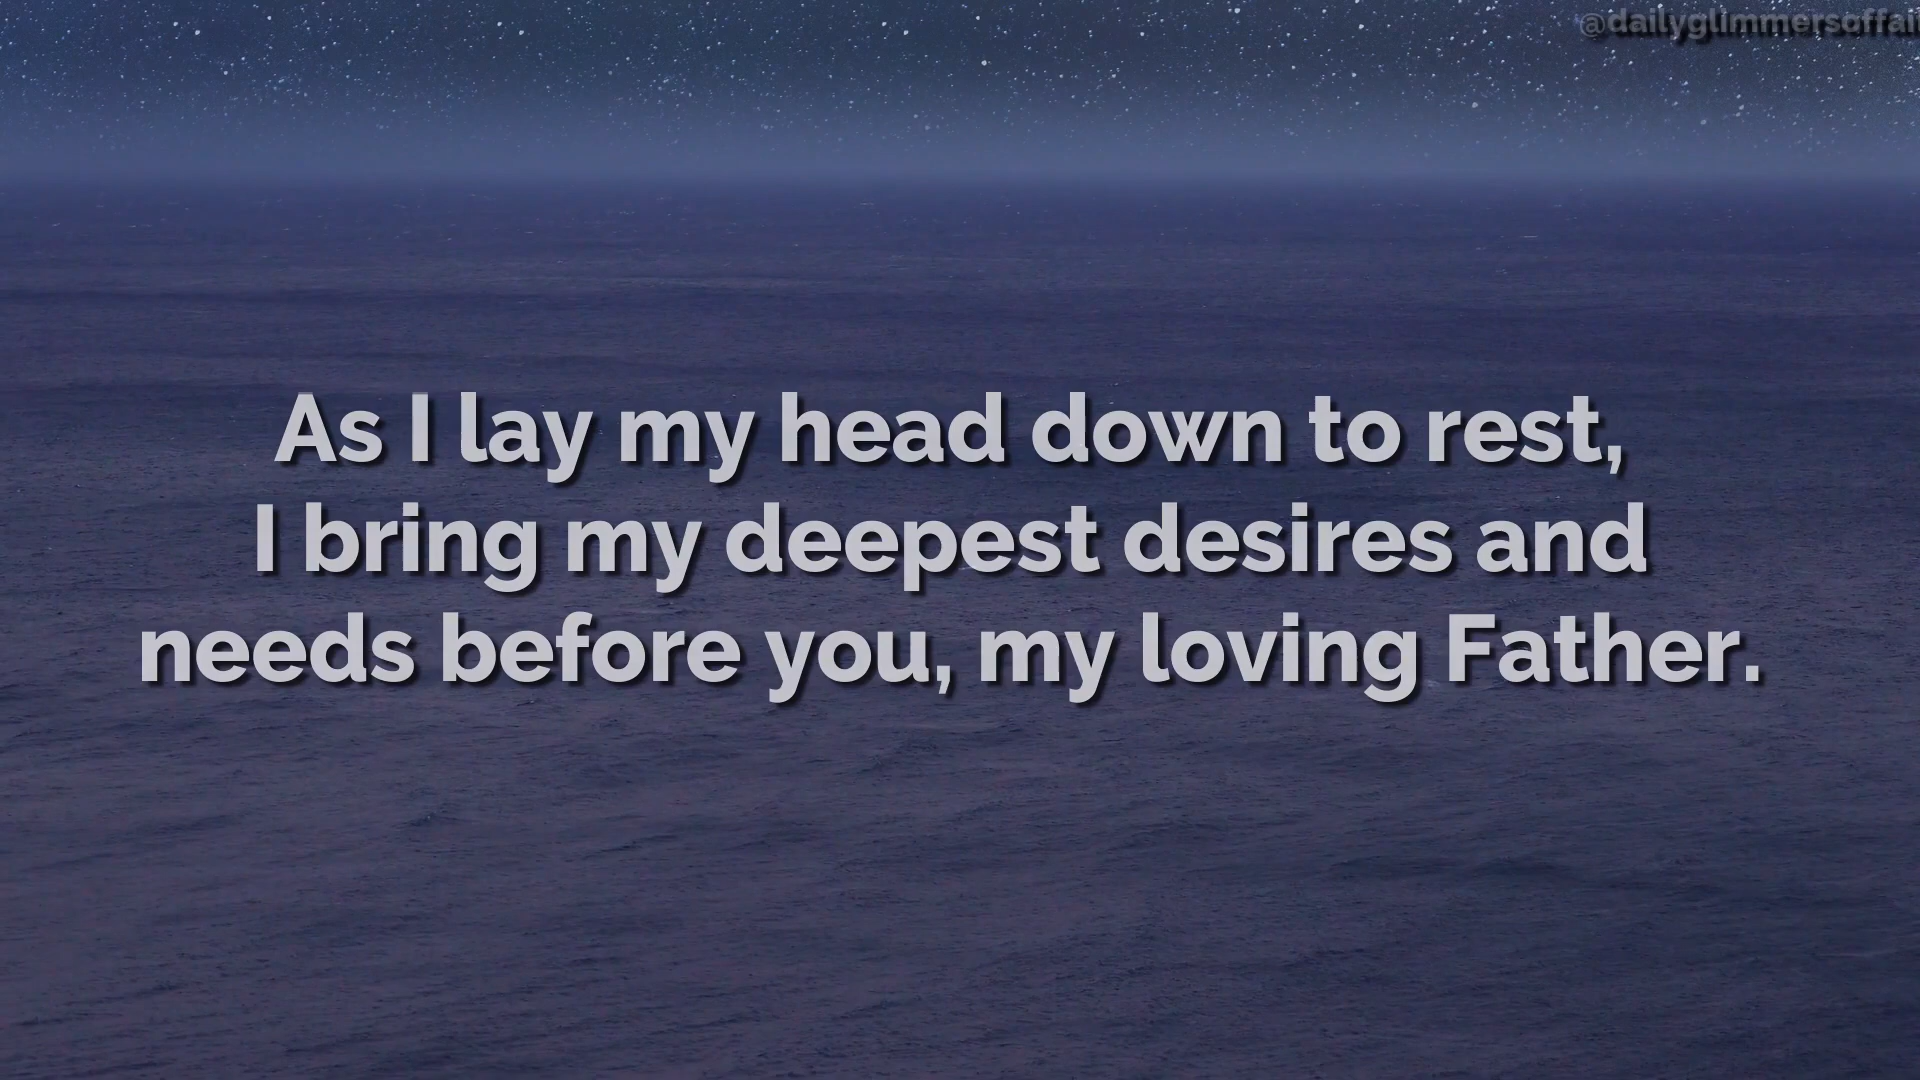 @dailyglimmersoffai
As I lay my head down to rest,
I bring my deepest desires and
needs before you, my loving Father.